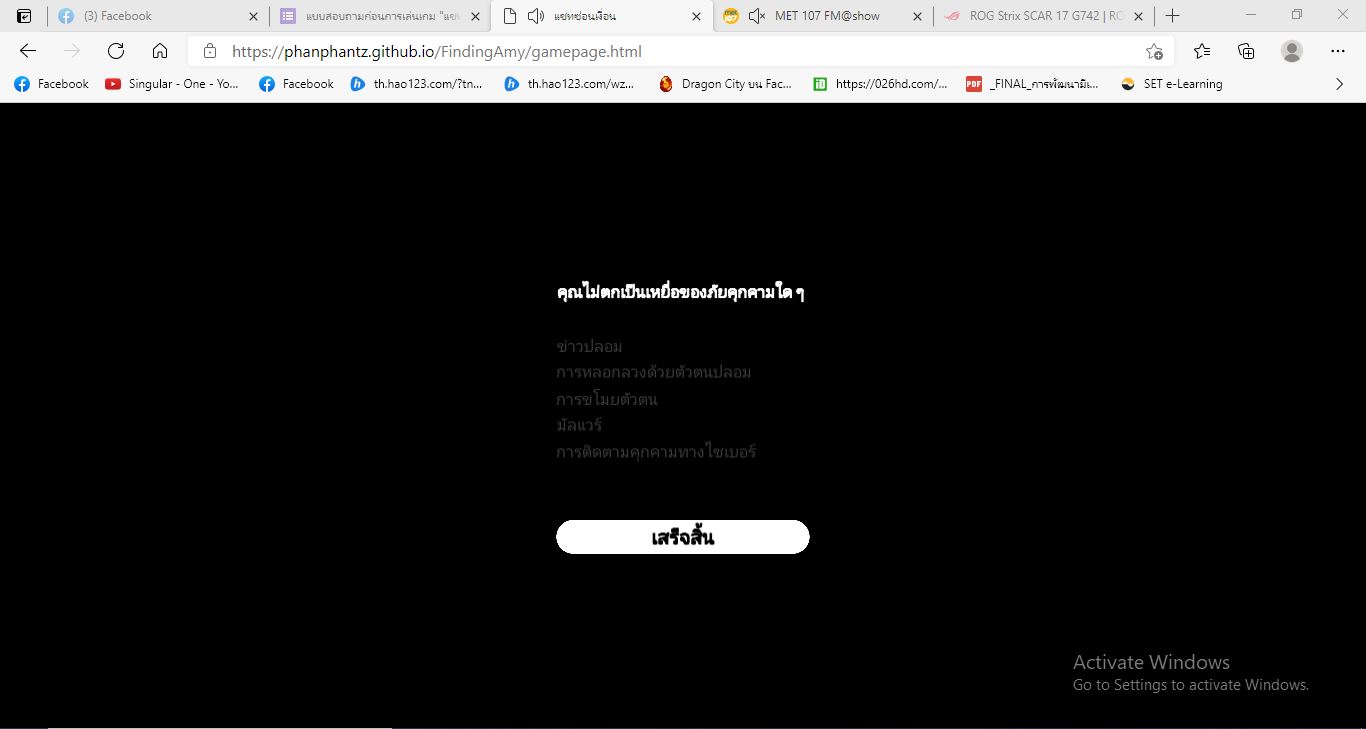 (3) Facebook
แบบสอบถามก่อนการเล่นเกม "แชท
แชทซ่อนเงื่อน
MET 107 FM@show
ROG Strix SCAR 17 G742 | RO
https://phanphantz.github.io/FindingAmy/gamepage.html
Facebook
Singular - One - Yo...
Facebook
th.hao123.com/?tn...
th.hao123.com/wz...
Dragon City บน Fac...
https://026hd.com/...
PDF
_FINAL_การพัฒนามิเ...
SET e-Learning
คุณไม่ตกเป็นเหยื่อของภัยคุกคามใด ๆ
ข่าวปลอม
การหลอกลวงด้วยตัวตนปลอม
การขโมยตัวตน
มัลแวร์
การติดตามคุกคามทางไซเบอร์
เสร็จสิ้น
Activate Windows
Go to Settings to activate Windows.